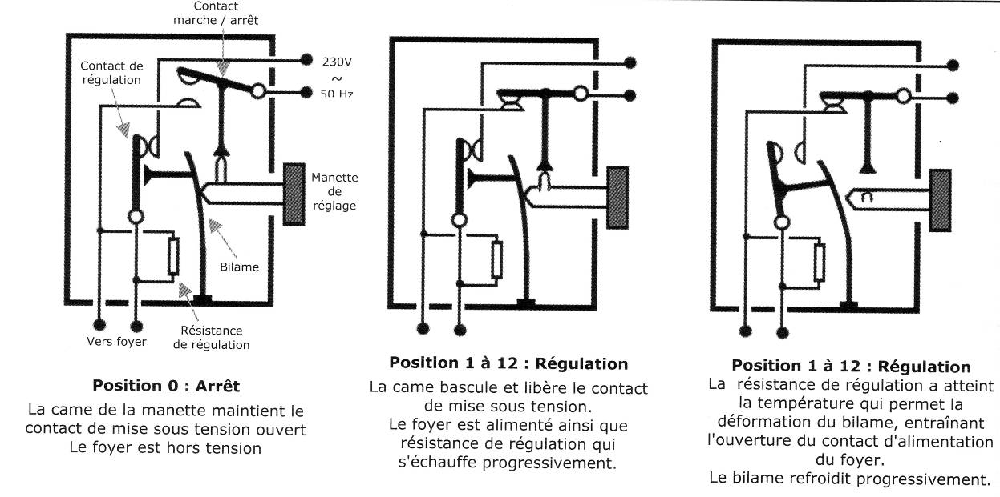 Contact
marche / arrêt
Contact de
régulation
230V
~
50 Hz
Manette
de
réglage
Bilame
Résistance
de régulation
Vers foyer
Position 0 : Arrêt
La came de la manette maintient le
contact de mise sous tension ouvert
Le foyer est hors tension
Position 1 à 12 : Régulation
La came bascule et libère le contact
de mise sous tension.
Le foyer est alimenté ainsi que
résistance de régulation qui
s'échauffe progressivement.
Position 1 à 12 : Régulation
La résistance de régulation a atteint
la température qui permet la
déformation du bilame, entraînant
l'ouverture du contact d'alimentation
du foyer.
Le bilame refroidit progressivement.